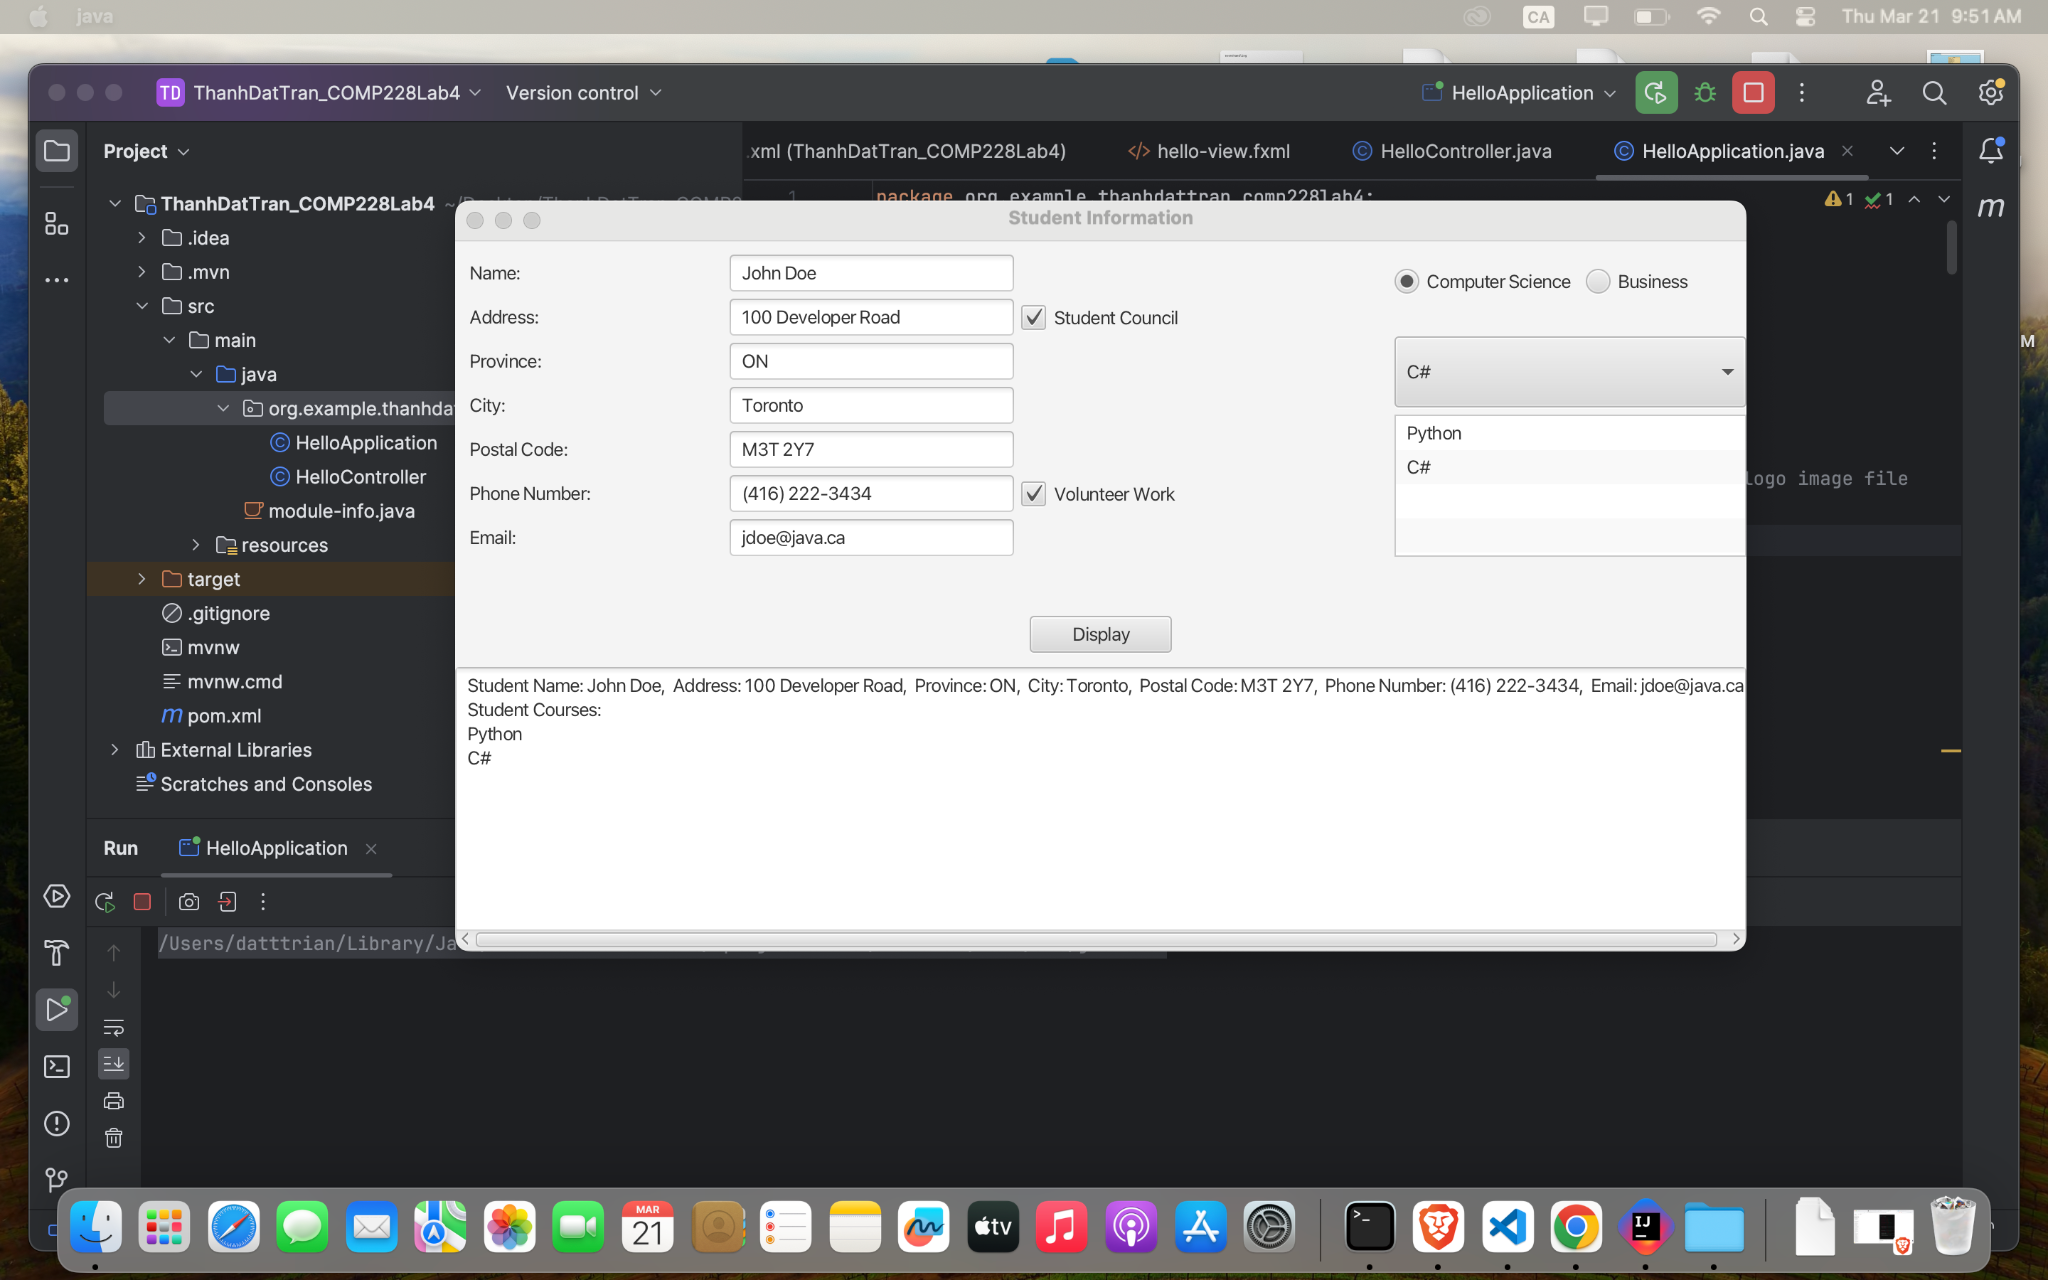 java
CA
Thu Mar 21 9:51 AM
TD ThanhDatTran_COMP228Lab4
Version control
HelloApplication
Project
.xml (ThanhDatTran_COMP228Lab4)
hello-view.fxml
HelloController.java
HelloApplication.java
ThanhDatTran_COMP228Lab4
1 package org.example.thanhdattran_comp228lab4;
1 1
m
.idea
.mvn
src
main
java
org.example.thanhda
HelloApplication
HelloController
module-info.java
resources
target
.gitignore
mvnw
mvnw.cmd
m pom.xml
External Libraries
Scratches and Consoles
Student Information
Name: John Doe
Computer Science Business
Address: 100 Developer Road Student Council
Province: ON
C#
City: Toronto
Python
Postal Code: M3T 2Y7
C#
logo image file
Phone Number: (416) 222-3434 Volunteer Work
Email: jdoe@java.ca
Display
Student Name: John Doe, Address: 100 Developer Road, Province: ON, City: Toronto, Postal Code: M3T 2Y7, Phone Number: (416) 222-3434, Email: jdoe@java.ca
Student Courses:
Python
C#
M
Run
HelloApplication
/Users/datttrian/Library/Ja
MAR
21
tv
IJ